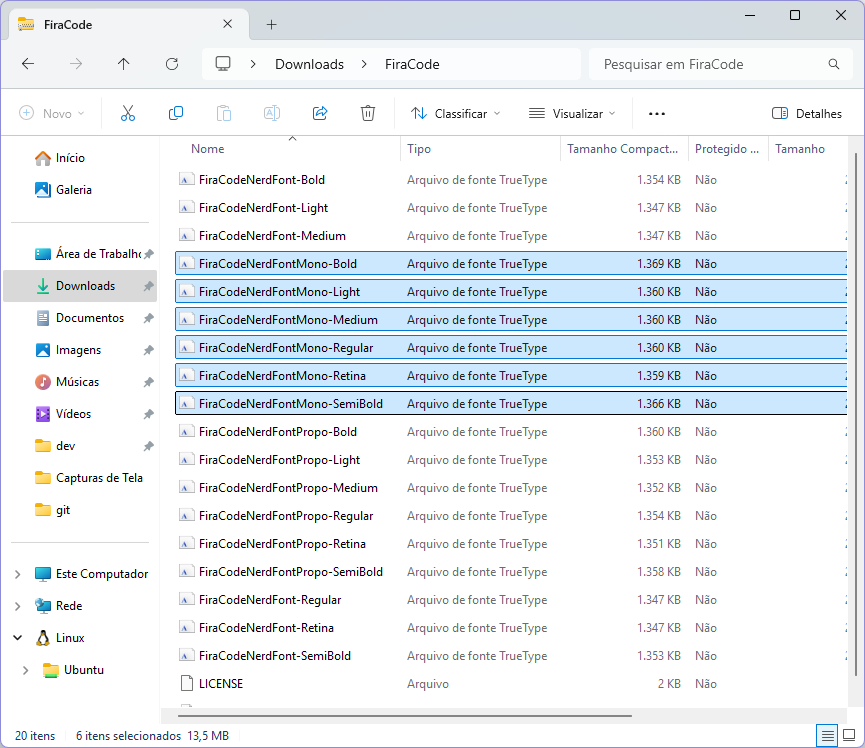 FiraCode
Downloads
FiraCode
Pesquisar em FiraCode
Novo
Classificar
Visualizar
Detalhes
Início
Galeria
Área de Trabalho
Downloads
Documentos
Imagens
Músicas
Vídeos
dev
Capturas de Tela
git
Este Computador
Rede
Linux
Ubuntu
Nome Tipo Tamanho Compact... Protegido ... Tamanho
FiraCodeNerdFont-Bold Arquivo de fonte TrueType 1.354 KB Não
FiraCodeNerdFont-Light Arquivo de fonte TrueType 1.347 KB Não
FiraCodeNerdFont-Medium Arquivo de fonte TrueType 1.347 KB Não
FiraCodeNerdFontMono-Bold Arquivo de fonte TrueType 1.369 KB Não
FiraCodeNerdFontMono-Light Arquivo de fonte TrueType 1.360 KB Não
FiraCodeNerdFontMono-Medium Arquivo de fonte TrueType 1.360 KB Não
FiraCodeNerdFontMono-Regular Arquivo de fonte TrueType 1.360 KB Não
FiraCodeNerdFontMono-Retina Arquivo de fonte TrueType 1.359 KB Não
FiraCodeNerdFontMono-SemiBold Arquivo de fonte TrueType 1.366 KB Não
FiraCodeNerdFontPropo-Bold Arquivo de fonte TrueType 1.360 KB Não
FiraCodeNerdFontPropo-Light Arquivo de fonte TrueType 1.353 KB Não
FiraCodeNerdFontPropo-Medium Arquivo de fonte TrueType 1.352 KB Não
FiraCodeNerdFontPropo-Regular Arquivo de fonte TrueType 1.354 KB Não
FiraCodeNerdFontPropo-Retina Arquivo de fonte TrueType 1.351 KB Não
FiraCodeNerdFontPropo-SemiBold Arquivo de fonte TrueType 1.358 KB Não
FiraCodeNerdFont-Regular Arquivo de fonte TrueType 1.347 KB Não
FiraCodeNerdFont-Retina Arquivo de fonte TrueType 1.347 KB Não
FiraCodeNerdFont-SemiBold Arquivo de fonte TrueType 1.353 KB Não
LICENSE Arquivo 2 KB Não
20 itens 6 itens selecionados 13,5 MB